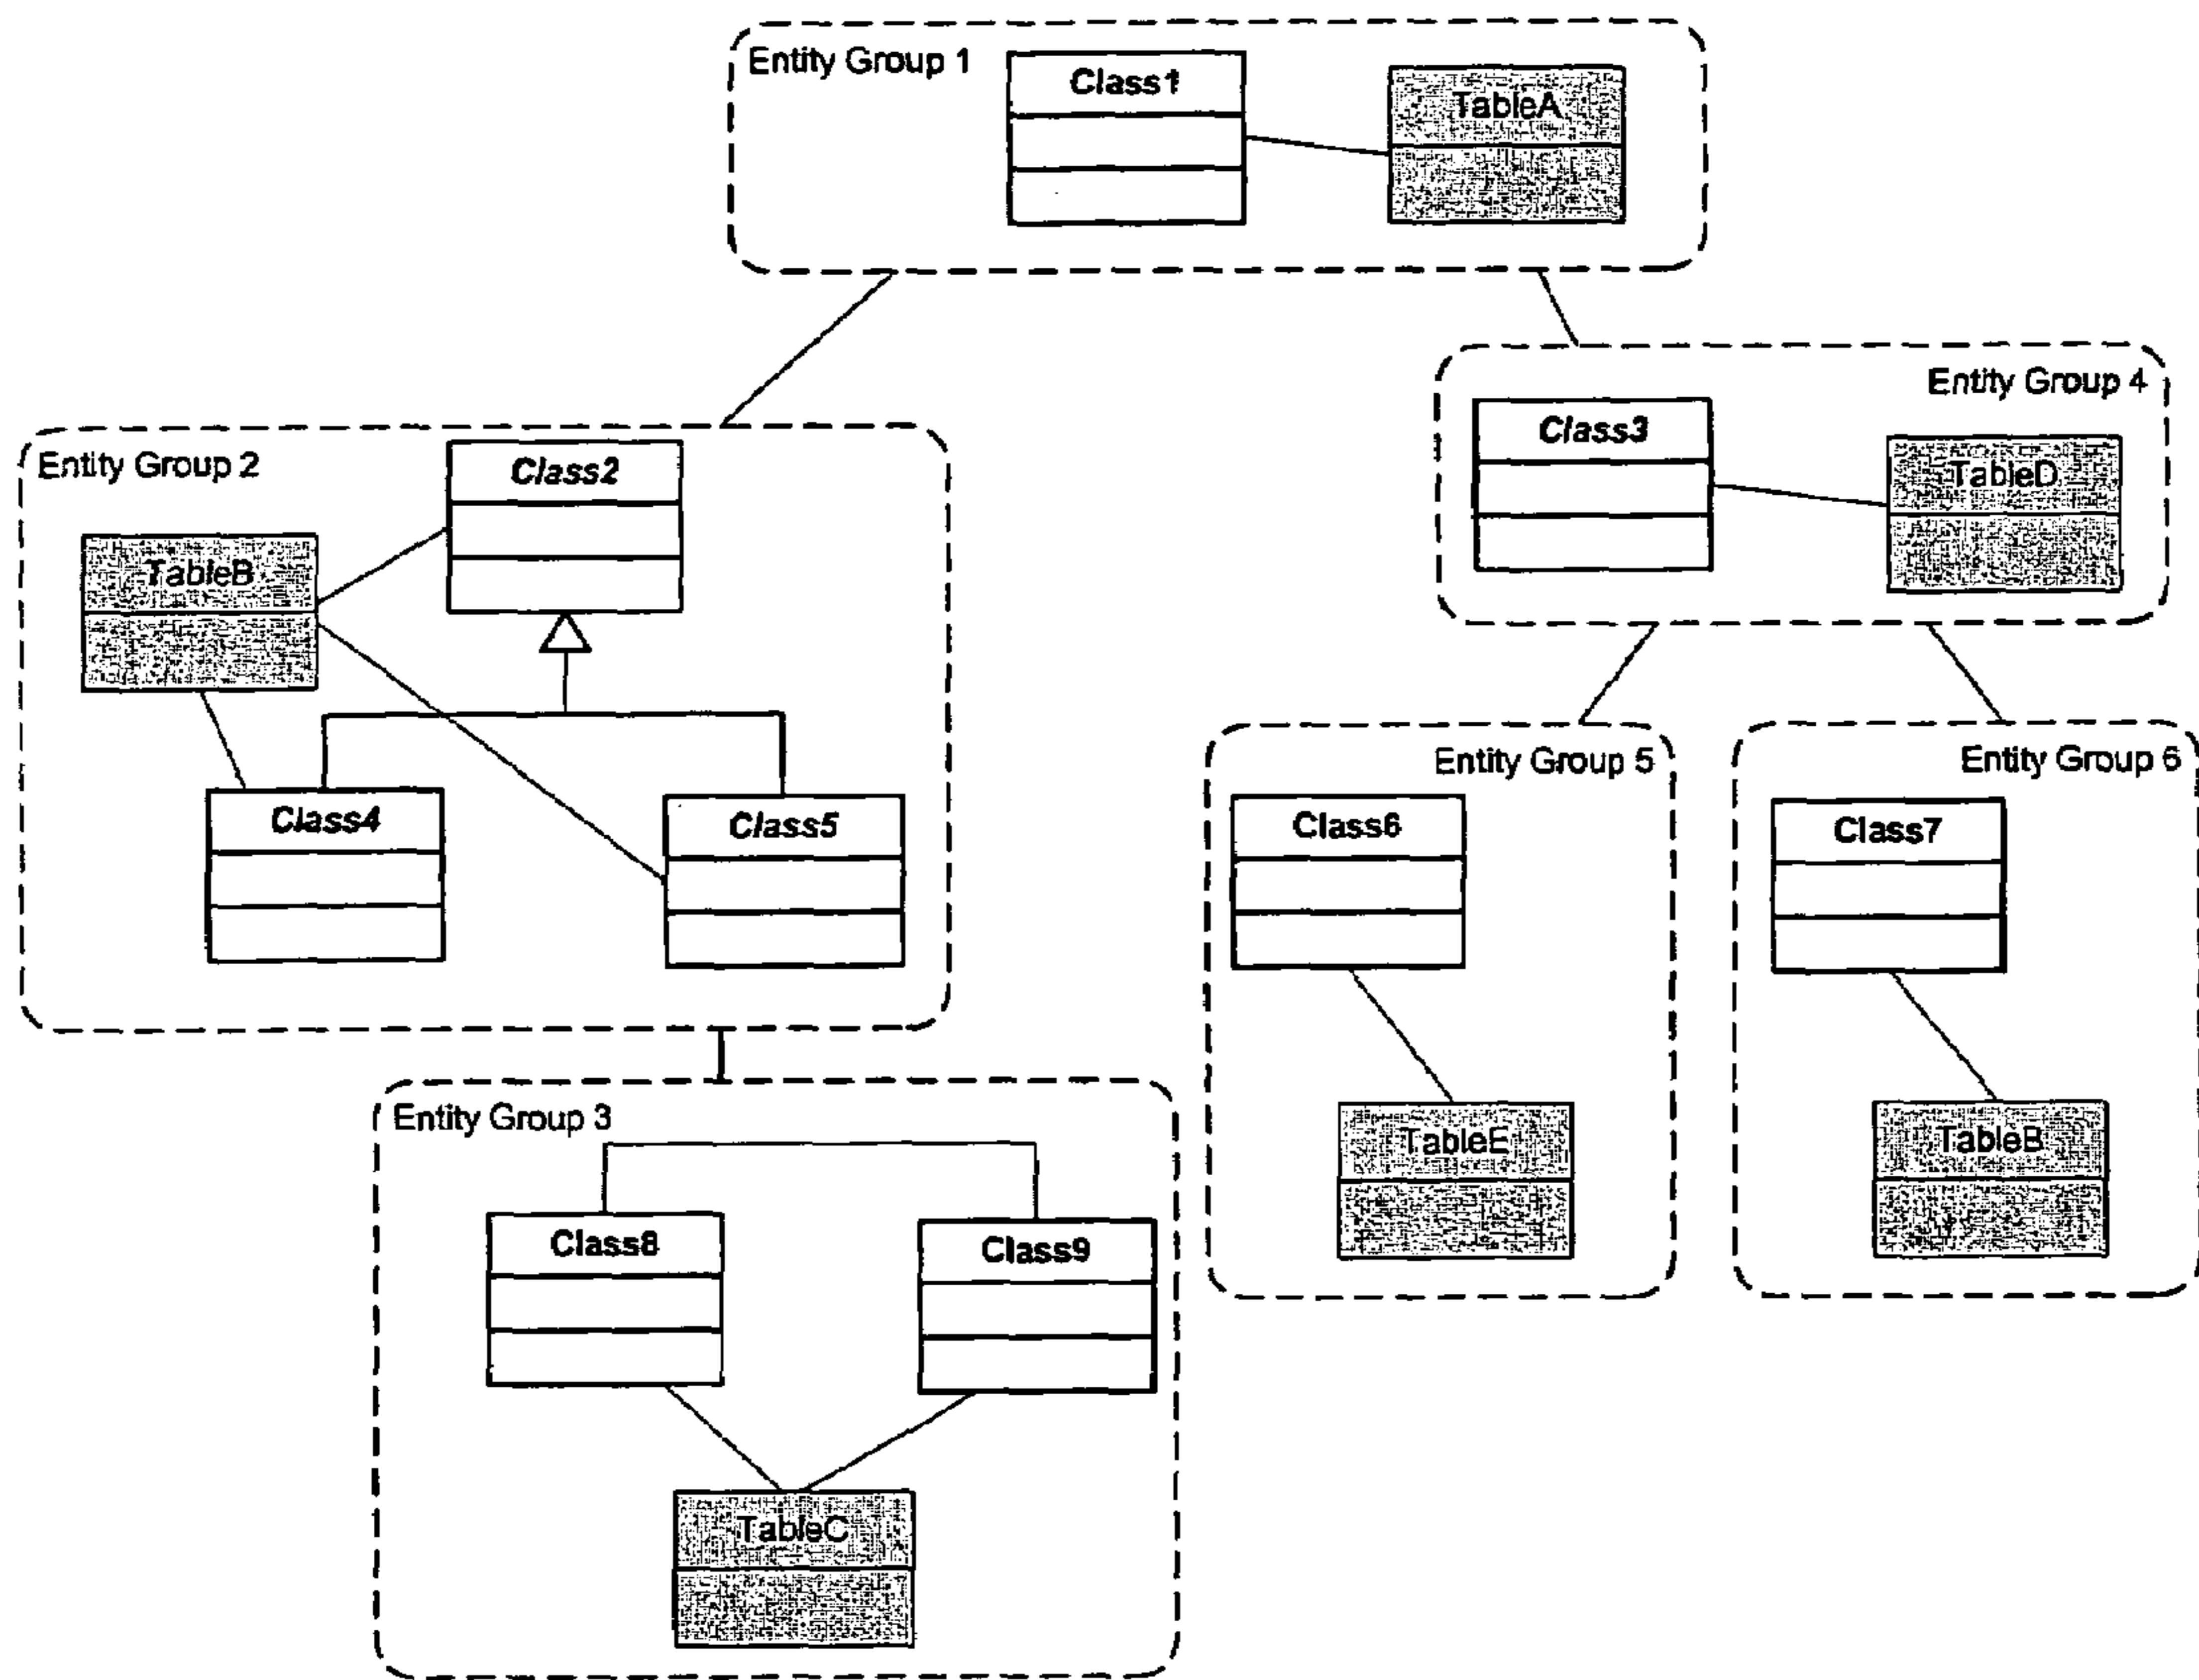 Entity Group 1
Class1
TableA
Entity Group 4
Class3
TableD
Entity Group 2
Class2
TableB
Class4
Class5
Entity Group 5
Class6
TableE
Entity Group 6
Class7
TableB
Entity Group 3
Class8
Class9
TableC